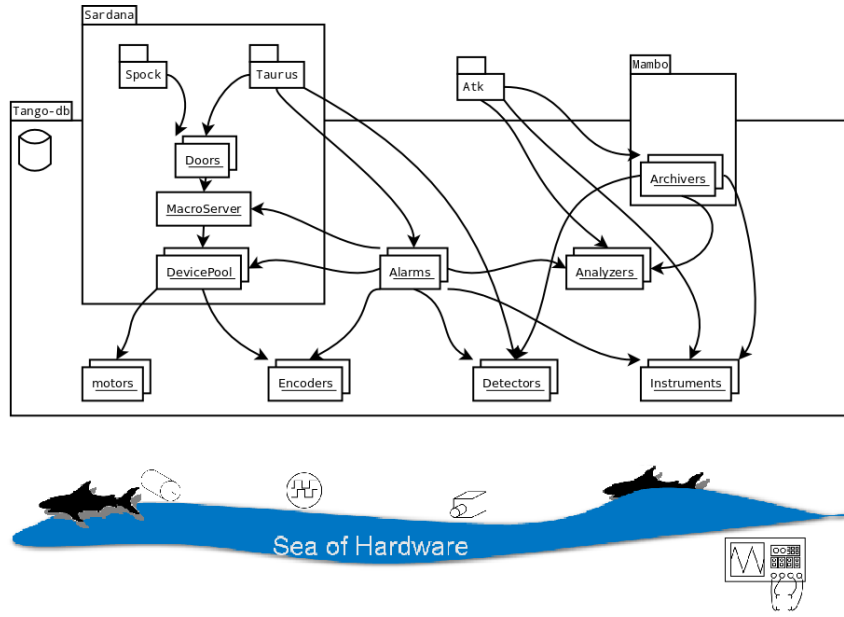 Sardana
Spock
Taurus
Atk
Mambo
Tango-db
Doors
Archivers
MacroServer
DevicePool
Alarms
Analyzers
motors
Encoders
Detectors
Instruments
Sea of Hardware